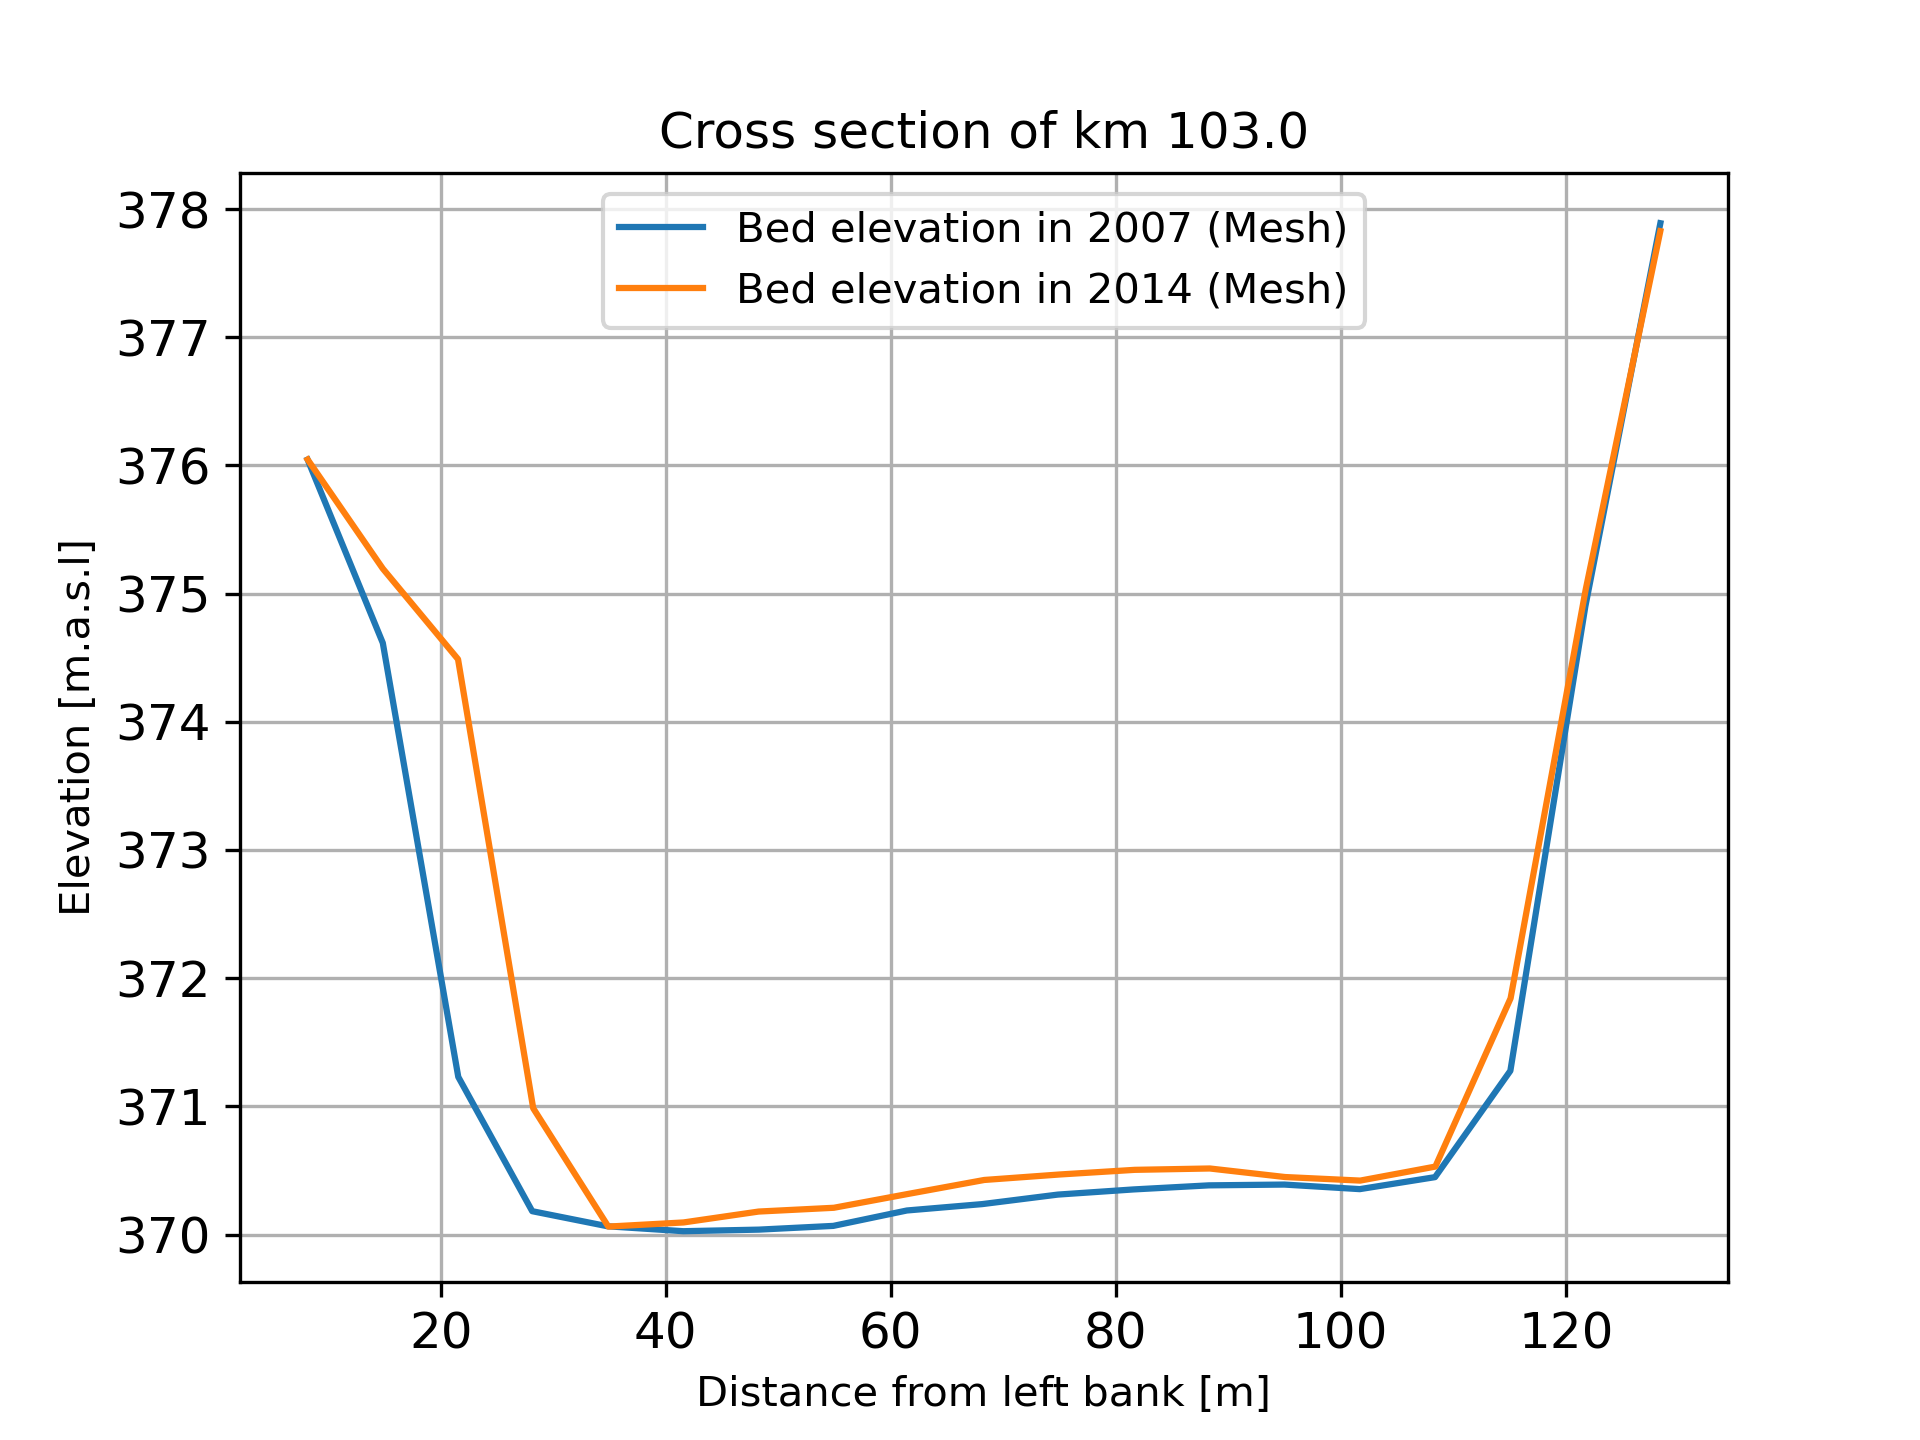 Cross section of km 103.0
Bed elevation in 2007 (Mesh)
Bed elevation in 2014 (Mesh)
378
377
376
375
374
373
372
371
370
Elevation [m.a.s.l]
20 40 60 80 100 120
Distance from left bank [m]